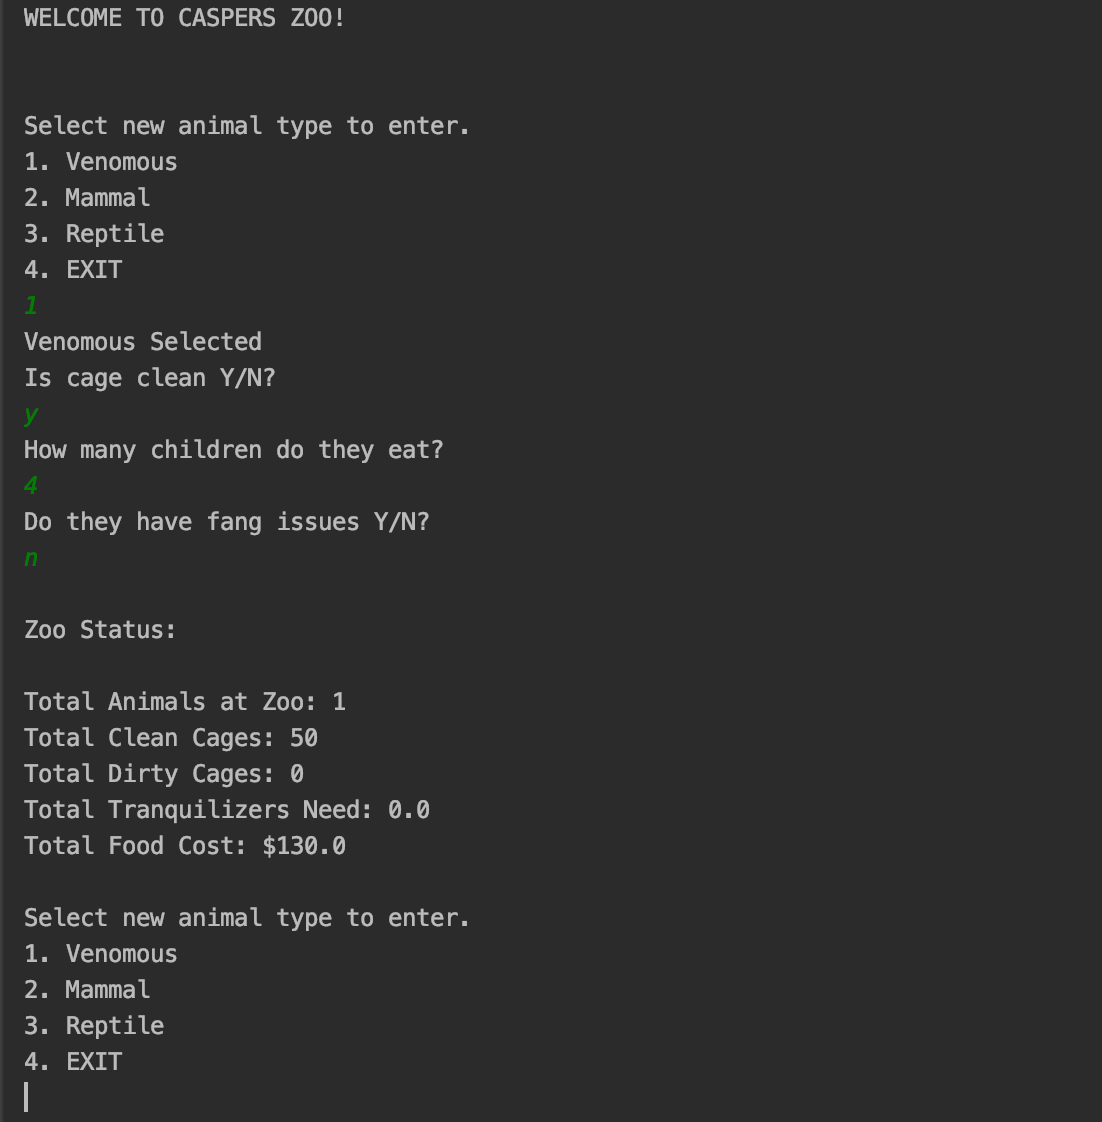 WELCOME TO CASPERS ZOO!
Select new animal type to enter.
1. Venomous
2. Mammal
3. Reptile
4. EXIT
1
Venomous Selected
Is cage clean Y/N?
y
How many children do they eat?
4
Do they have fang issues Y/N?
n
Zoo Status:
Total Animals at Zoo: 1
Total Clean Cages: 50
Total Dirty Cages: 0
Total Tranquilizers Need: 0.0
Total Food Cost: $130.0
Select new animal type to enter.
1. Venomous
2. Mammal
3. Reptile
4. EXIT